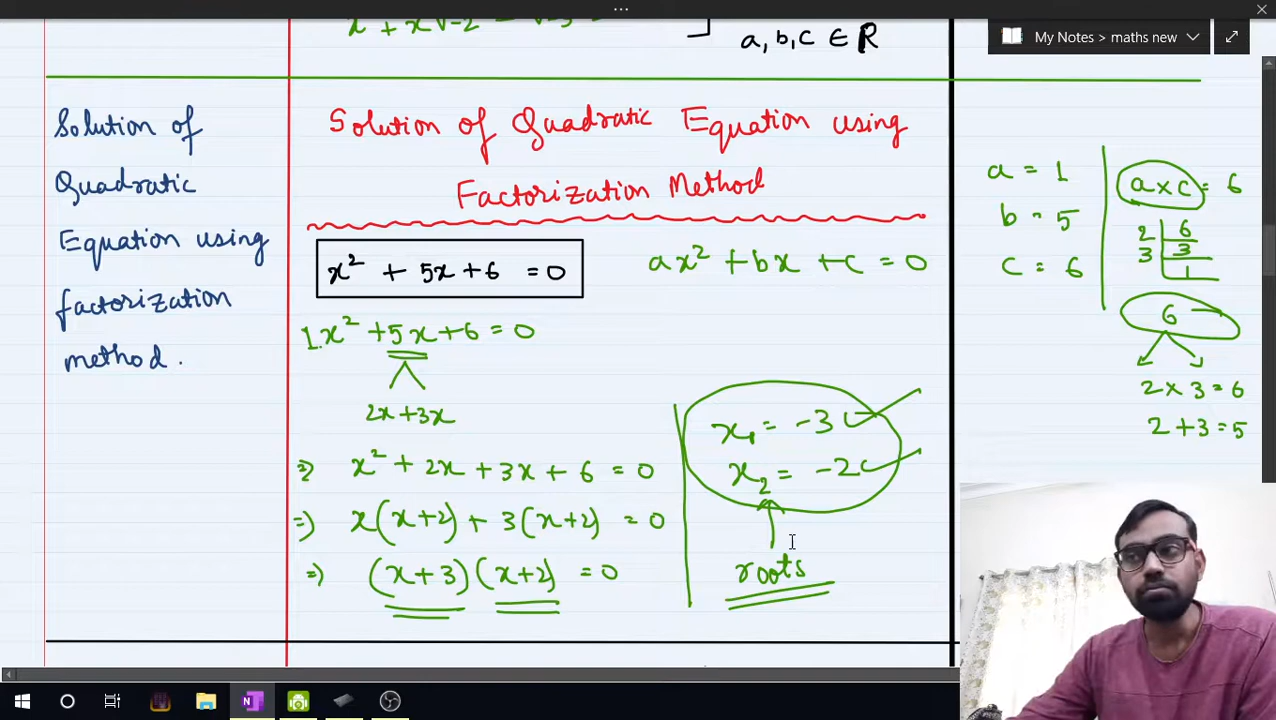 My Notes > maths new
a, b, c ∈ R
Solution of
Quadratic
Equation using
factorization
method.
Solution of Quadratic Equation using
Factorization Method
x² + 5x + 6 = 0
ax² + bx + c = 0
1.x² + 5x + 6 = 0
2x + 3x
⇒ x² + 2x + 3x + 6 = 0
⇒ x(x+2) + 3(x+2) = 0
⇒ (x+3)(x+2) = 0
x₁ = -3
x₂ = -2
roots
a = 1
b = 5
c = 6
a×c = 6
2 6
3 3
1
6
2 × 3 = 6
2 + 3 = 5